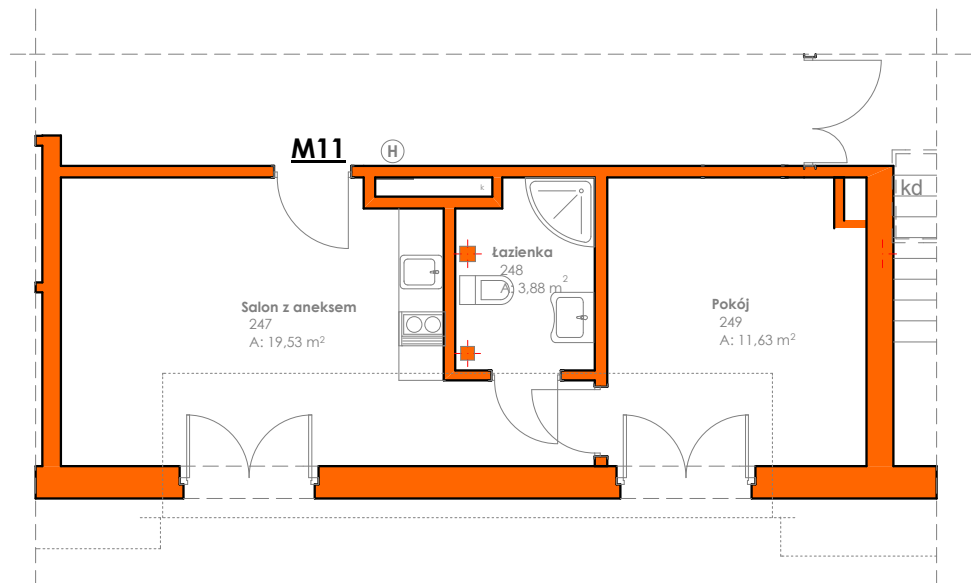 M11
H
k
kd
Łazienka
248
A: 3,88 m²
Salon z aneksem
247
A: 19,53 m²
Pokój
249
A: 11,63 m²